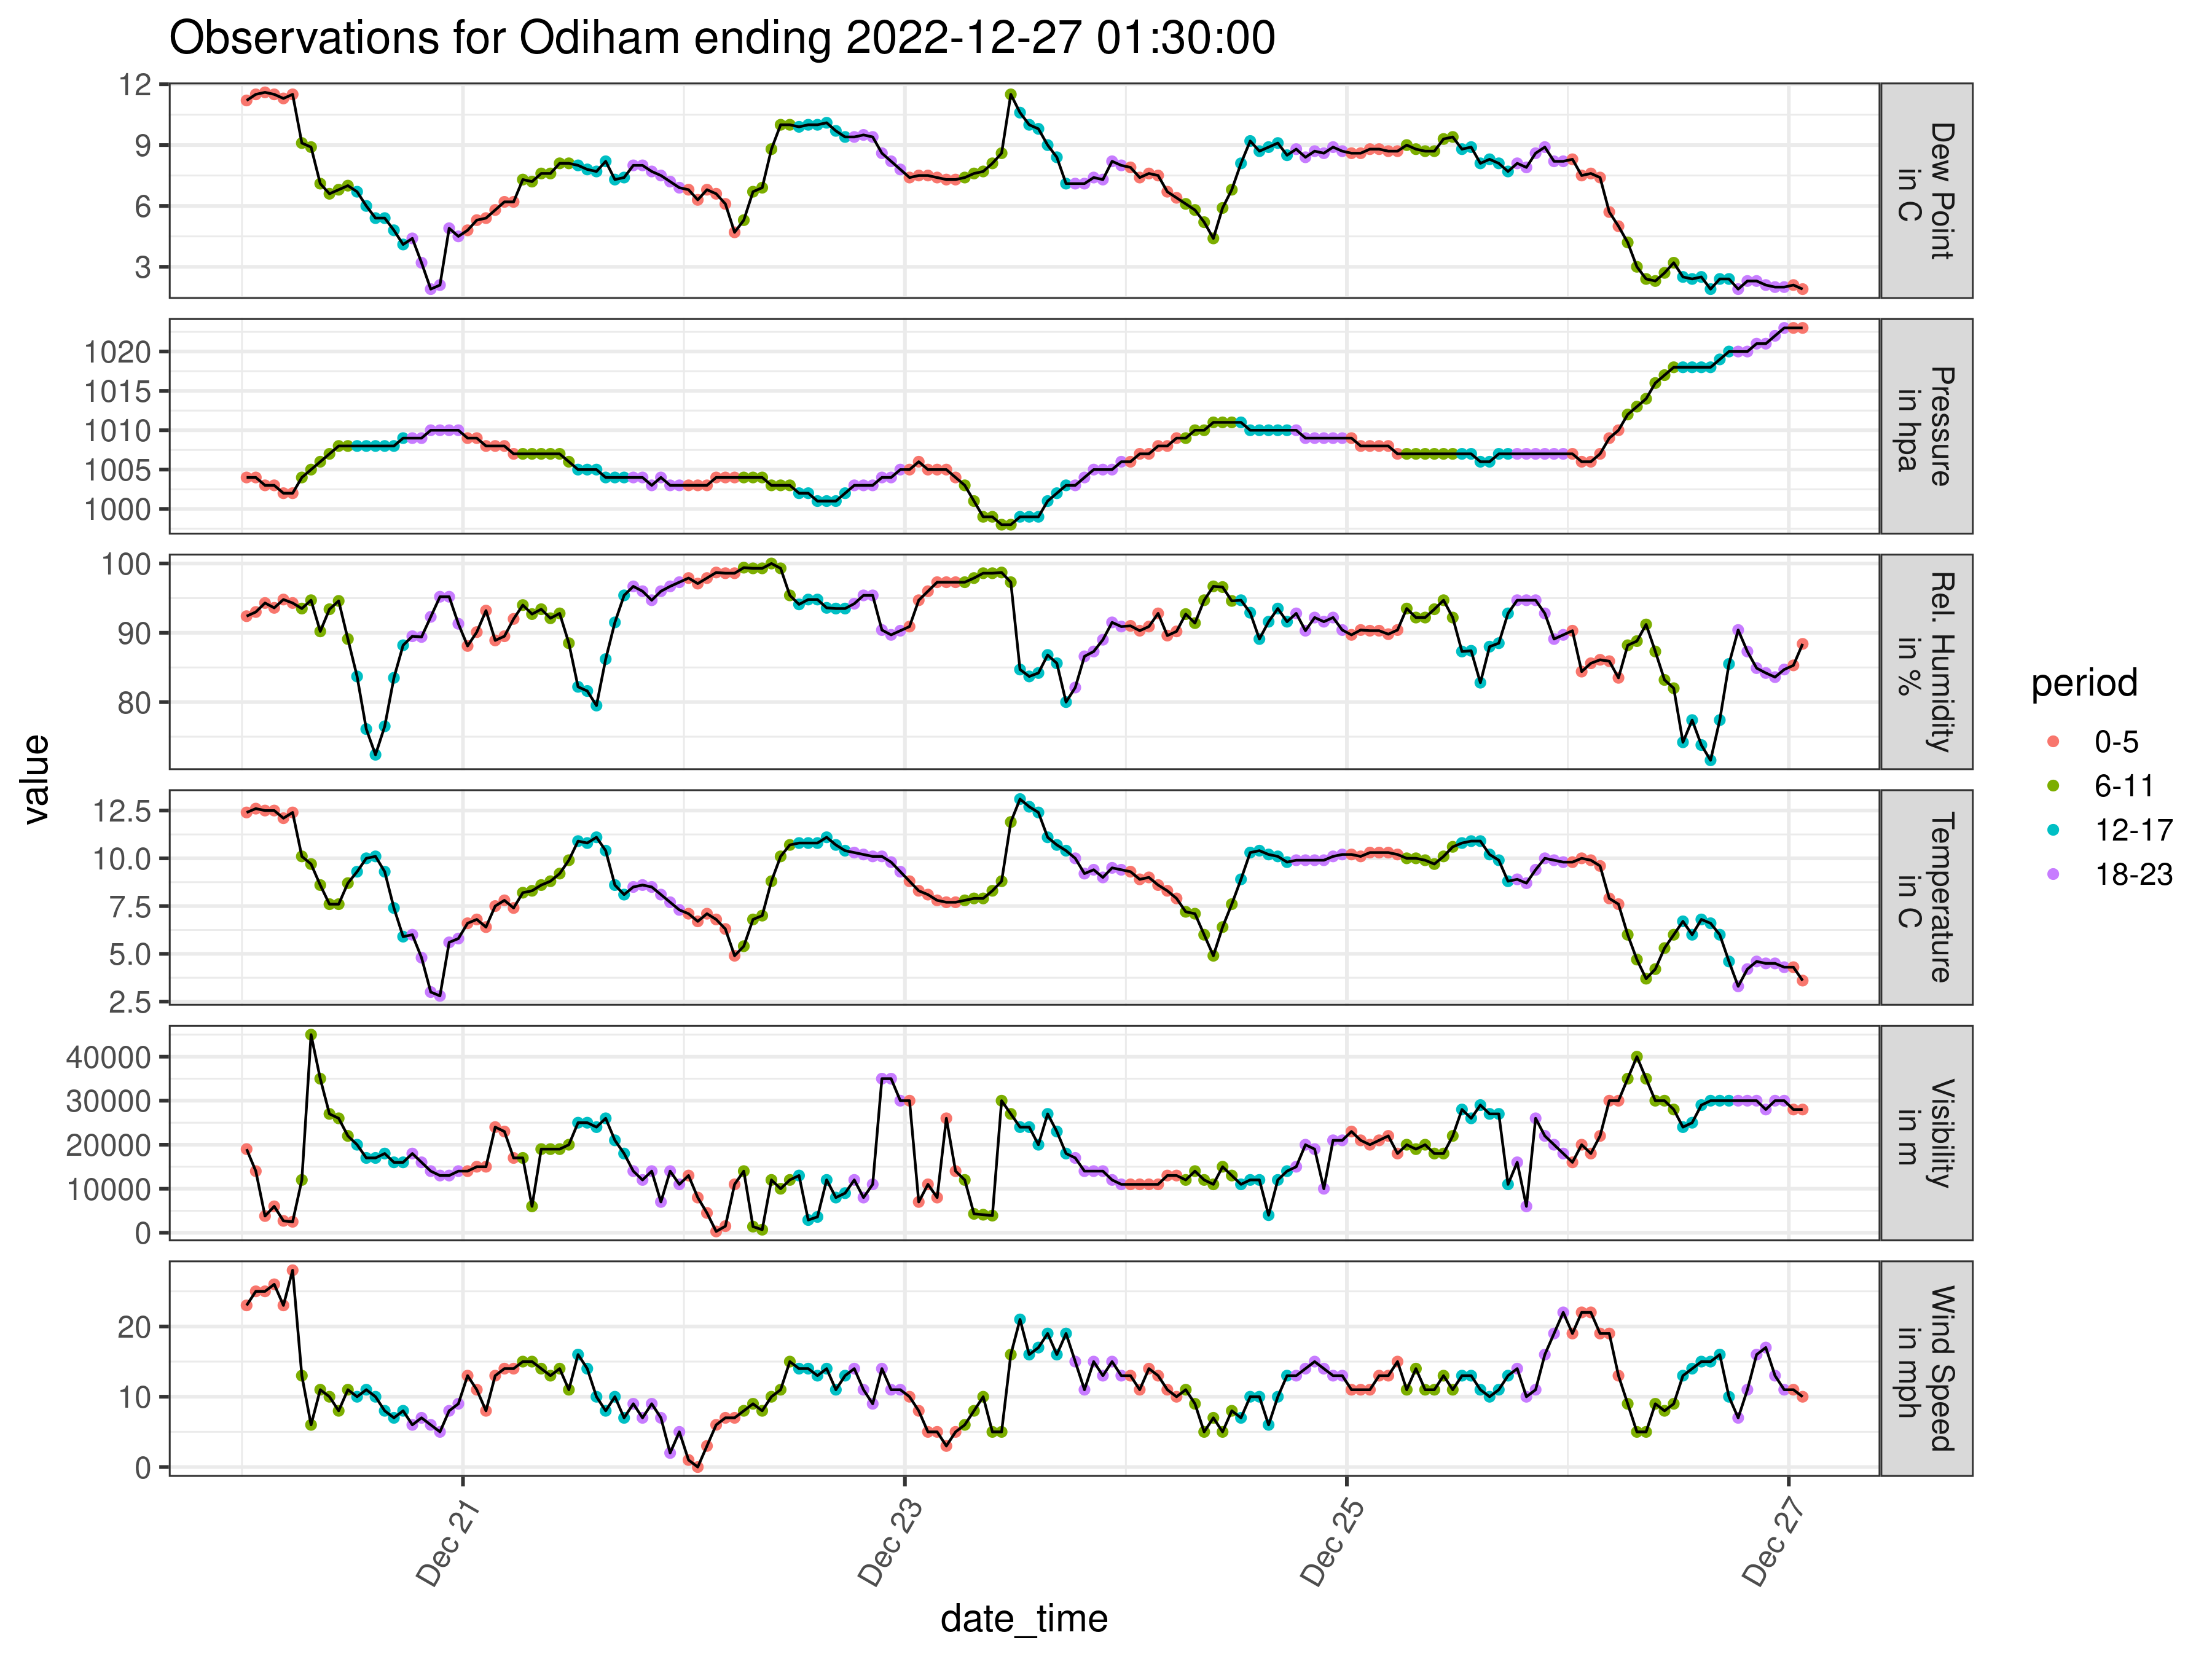 Observations for Odiham ending 2022-12-27 01:30:00
value
12
9
6
3
Dew Point
in C
1020
1015
1010
1005
1000
Pressure
in hpa
100
90
80
Rel. Humidity
in %
12.5
10.0
7.5
5.0
2.5
Temperature
in C
40000
30000
20000
10000
0
Visibility
in m
20
10
0
Wind Speed
in mph
Dec 21
Dec 23
Dec 25
Dec 27
date_time
period
0-5
6-11
12-17
18-23